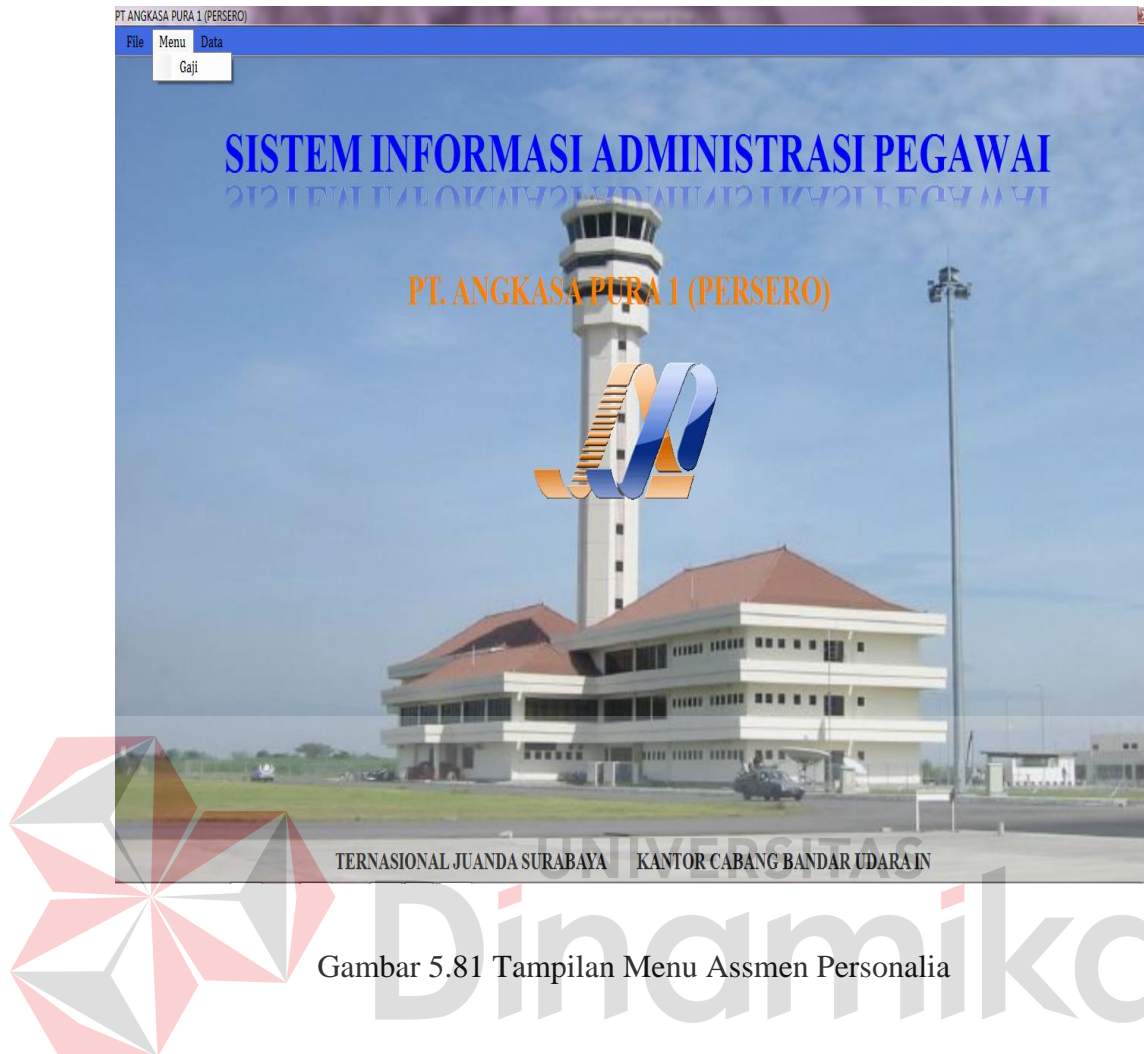 PT ANGKASA PURA 1 (PERSERO)
File Menu Data
Gaji
SISTEM INFORMASI ADMINISTRASI PEGAWAI
PT. ANGKASA PURA 1 (PERSERO)
TERNASIONAL JUANDA SURABAYA KANTOR CABANG BANDAR UDARA IN
UNIVERSITAS
Dinamika
Gambar 5.81 Tampilan Menu Assmen Personalia